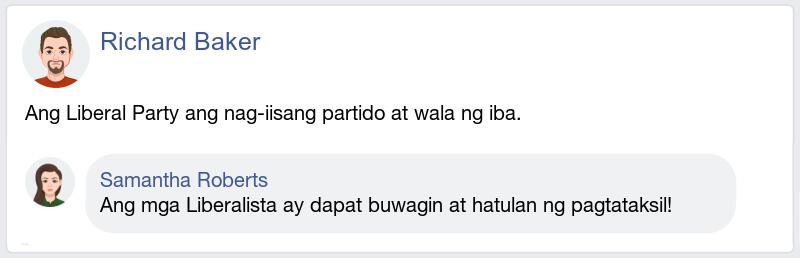 Richard Baker
Ang Liberal Party ang nag-iisang partido at wala ng iba.
Samantha Roberts
Ang mga Liberalista ay dapat buwagin at hatulan ng pagtataksil!